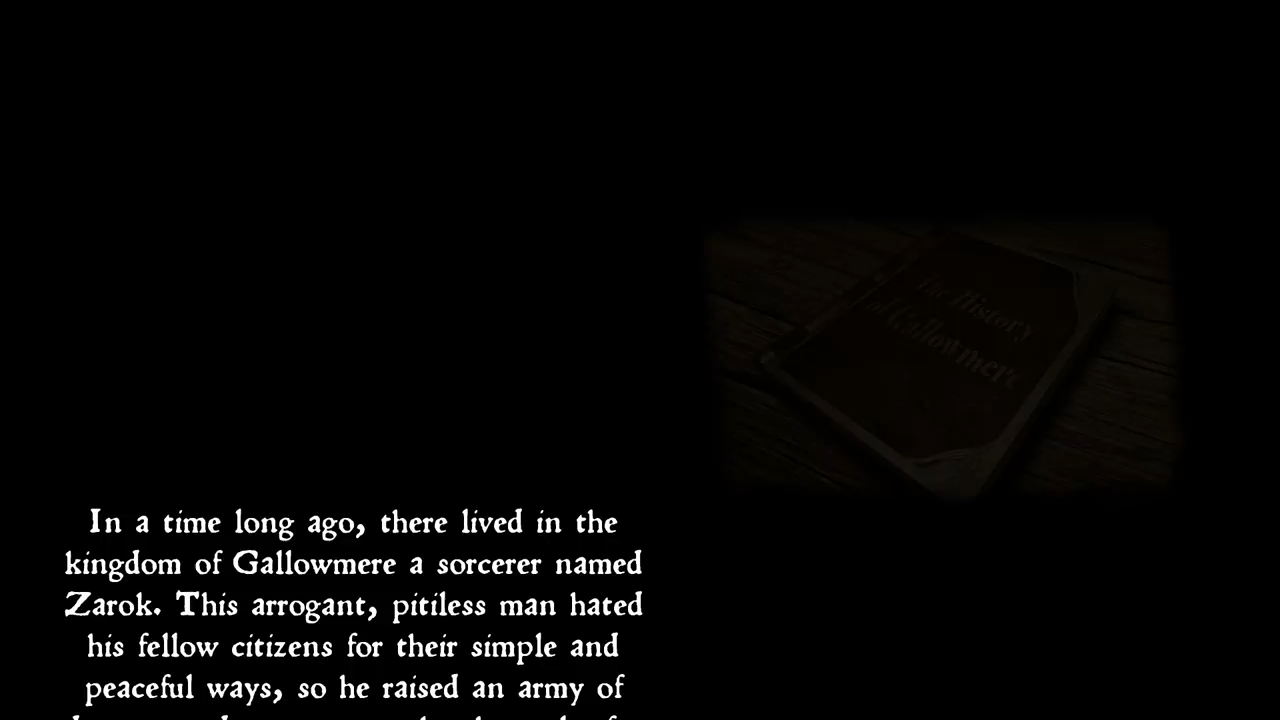 The History
of Gallowmere
In a time long ago, there lived in the
kingdom of Gallowmere a sorcerer named
Zarok. This arrogant, pitiless man hated
his fellow citizens for their simple and
peaceful ways, so he raised an army of